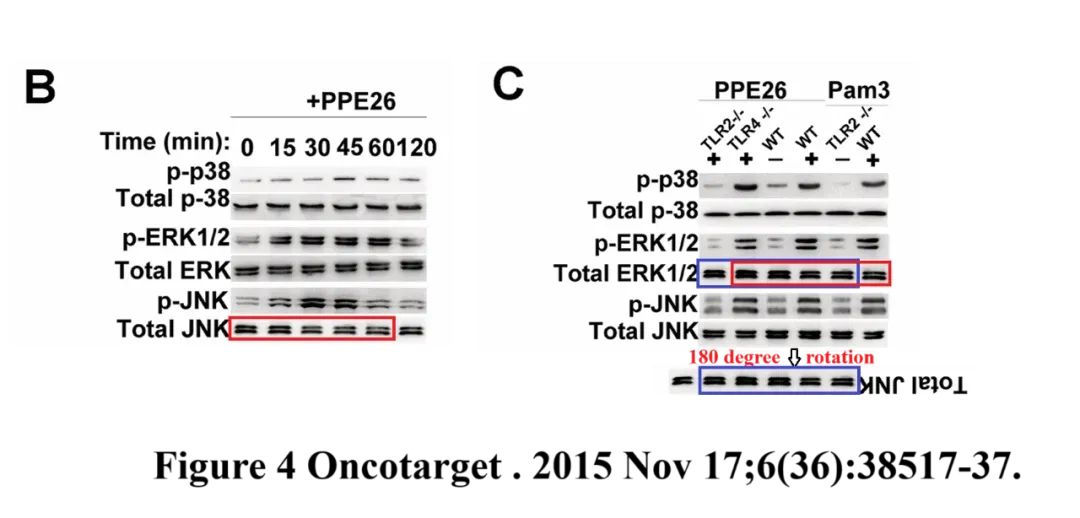 B
+PPE26
Time (min): 0 15 30 45 60 120
p-p38
Total p-38
p-ERK1/2
Total ERK
p-JNK
Total JNK
C
PPE26 Pam3
TLR2-/- TLR4 -/- WT WT TLR2 -/- WT
+ + − + − +
p-p38
Total p-38
p-ERK1/2
Total ERK1/2
p-JNK
Total JNK
180 degree rotation
Total JNK
Figure 4 Oncotarget . 2015 Nov 17;6(36):38517-37.